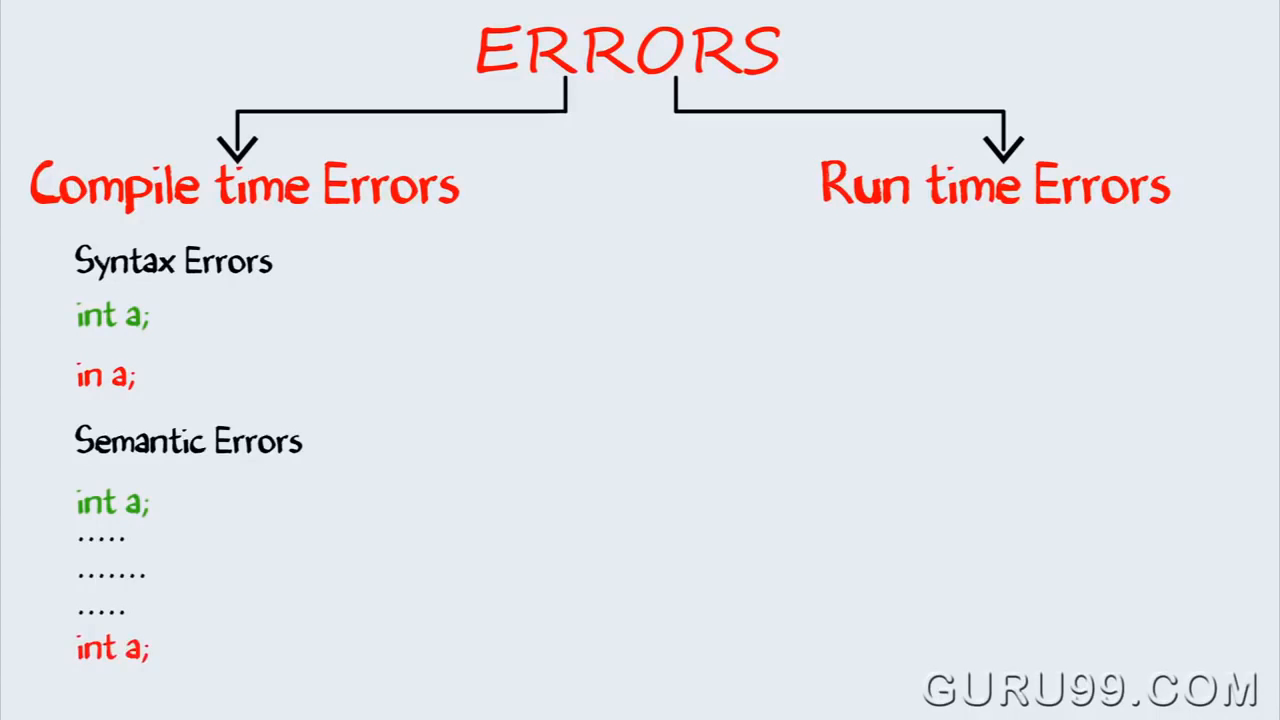 ERRORS
Compile time Errors
Run time Errors
Syntax Errors
int a;
in a;
Semantic Errors
int a;
.....
.......
.....
int a;
GURU99.COM